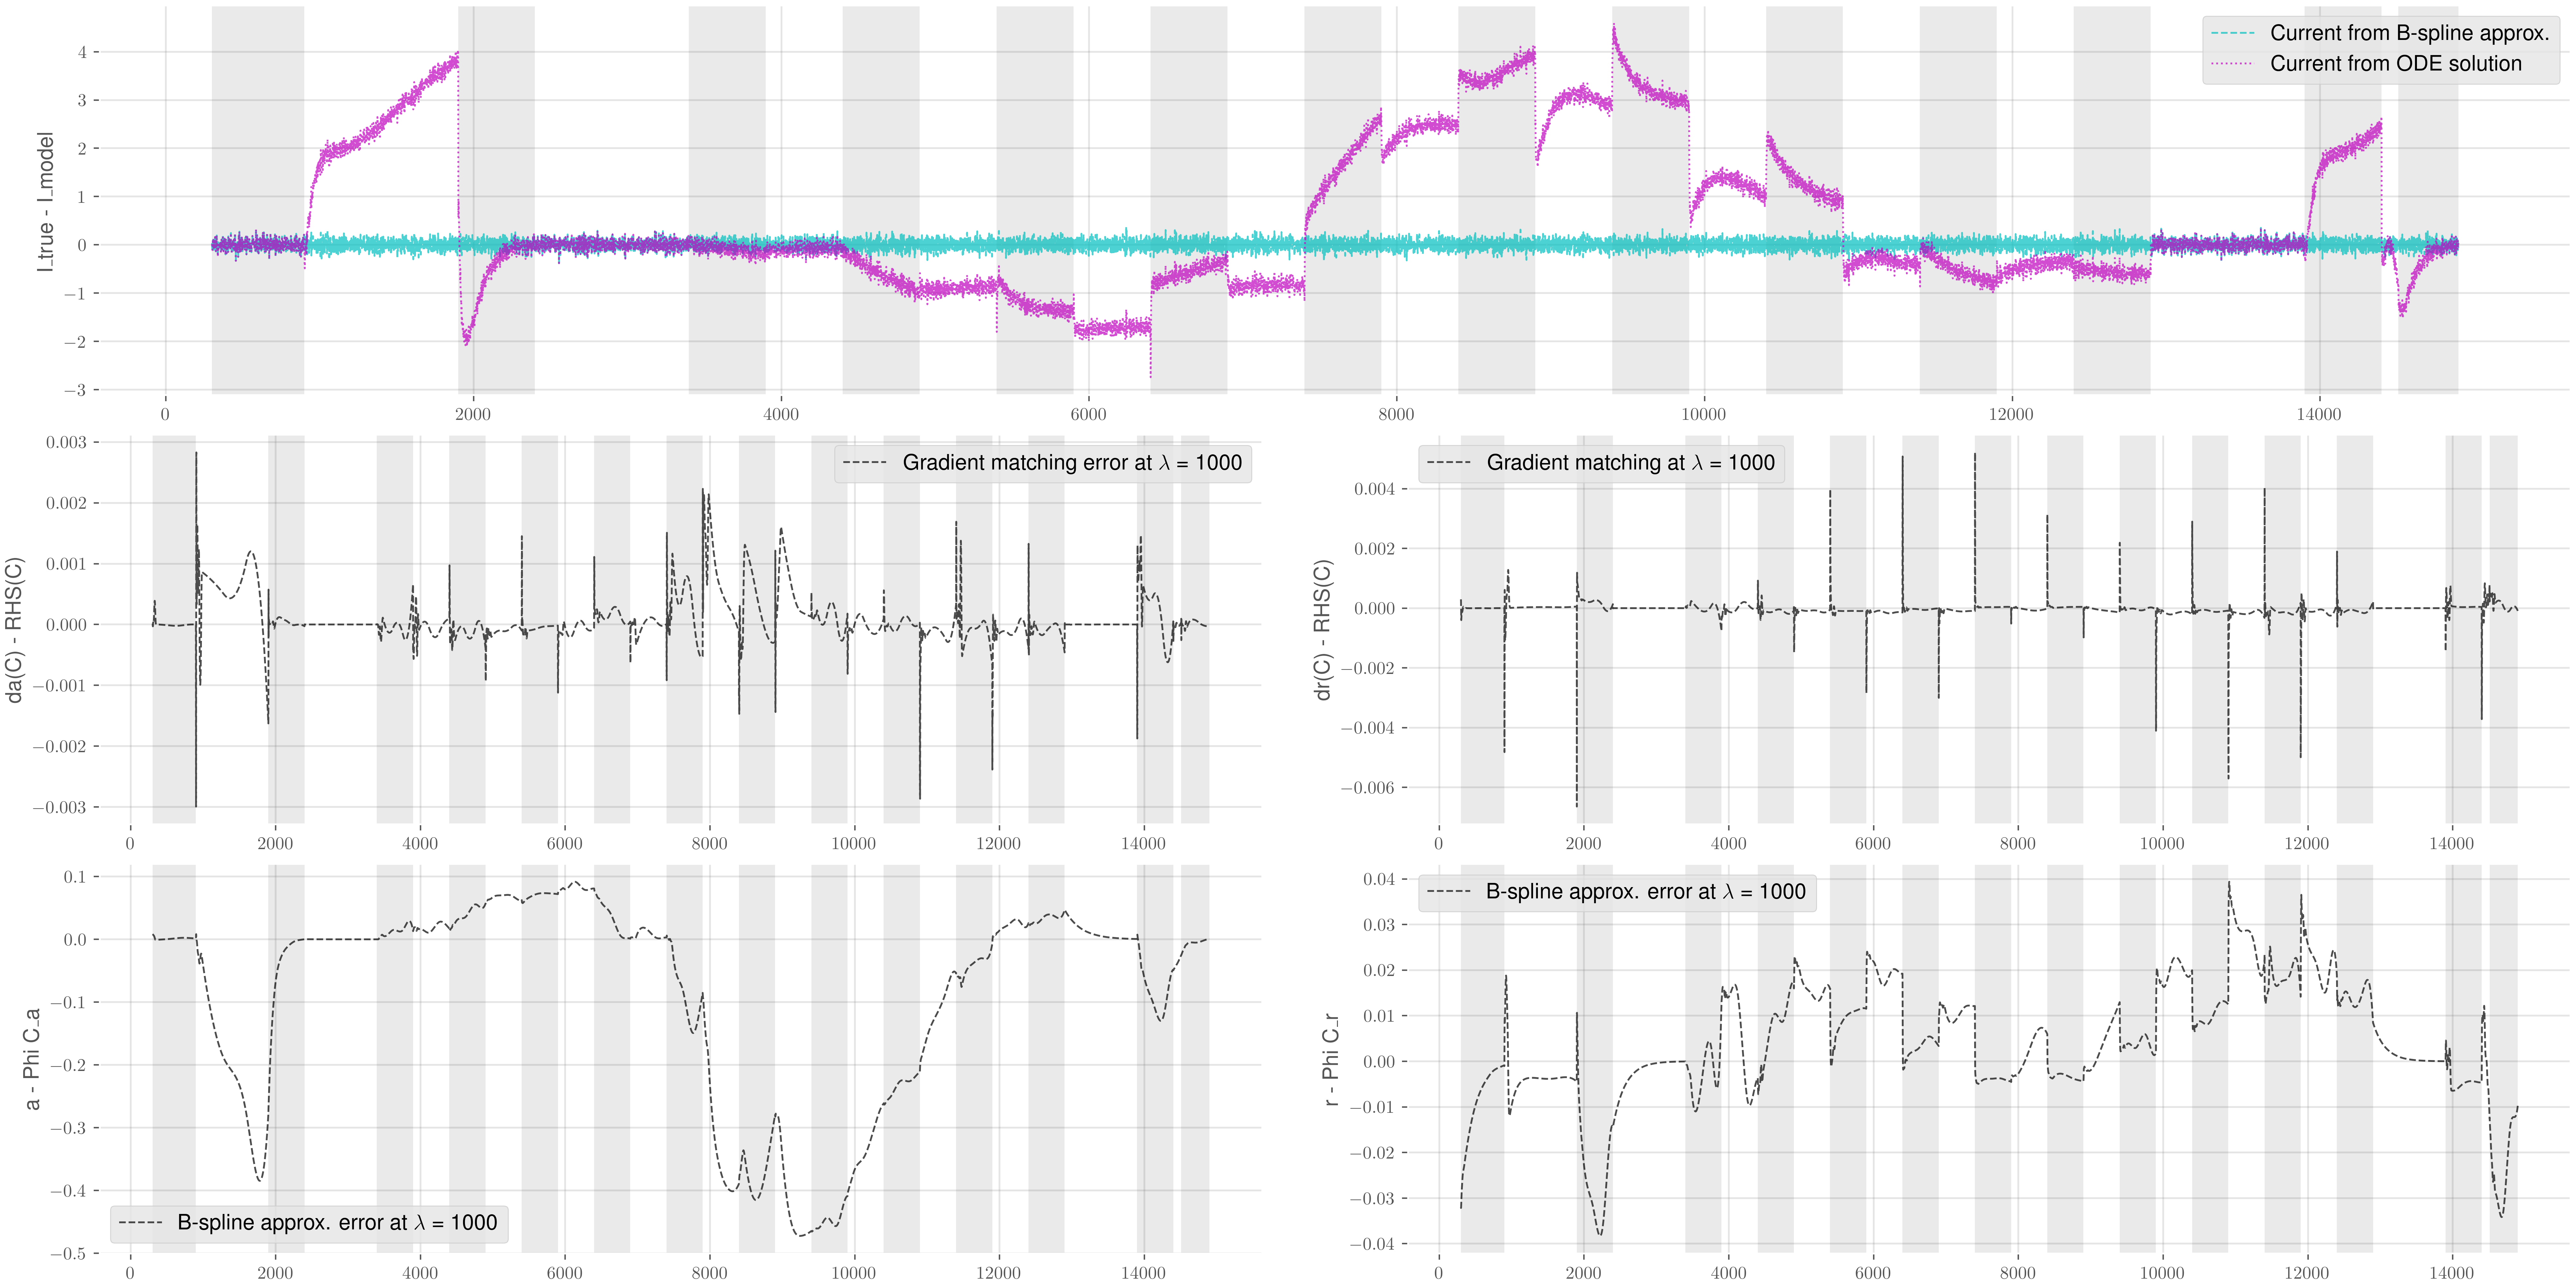 I_true - I_model
4
3
2
1
0
−1
−2
−3
Current from B-spline approx.
Current from ODE solution
0 2000 4000 6000 8000 10000 12000 14000
da(C) - RHS(C)
0.003
0.002
0.001
0.000
−0.001
−0.002
−0.003
Gradient matching error at λ = 1000
0 2000 4000 6000 8000 10000 12000 14000
dr(C) - RHS(C)
0.004
0.002
0.000
−0.002
−0.004
−0.006
Gradient matching at λ = 1000
0 2000 4000 6000 8000 10000 12000 14000
a - Phi C_a
0.1
0.0
−0.1
−0.2
−0.3
−0.4
−0.5
B-spline approx. error at λ = 1000
0 2000 4000 6000 8000 10000 12000 14000
r - Phi C_r
0.04
0.03
0.02
0.01
0.00
−0.01
−0.02
−0.03
−0.04
B-spline approx. error at λ = 1000
0 2000 4000 6000 8000 10000 12000 14000